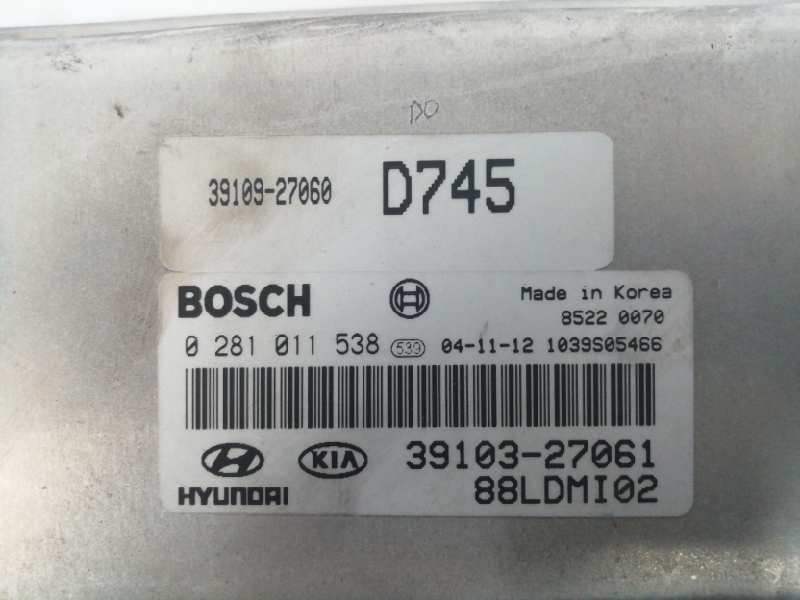 DO
39109-27060 D745
BOSCH Made in Korea
8522 0070
0 281 011 538 539 04-11-12 1039S05466
KIA 39103-27061
HYUNDAI 88LDMI02